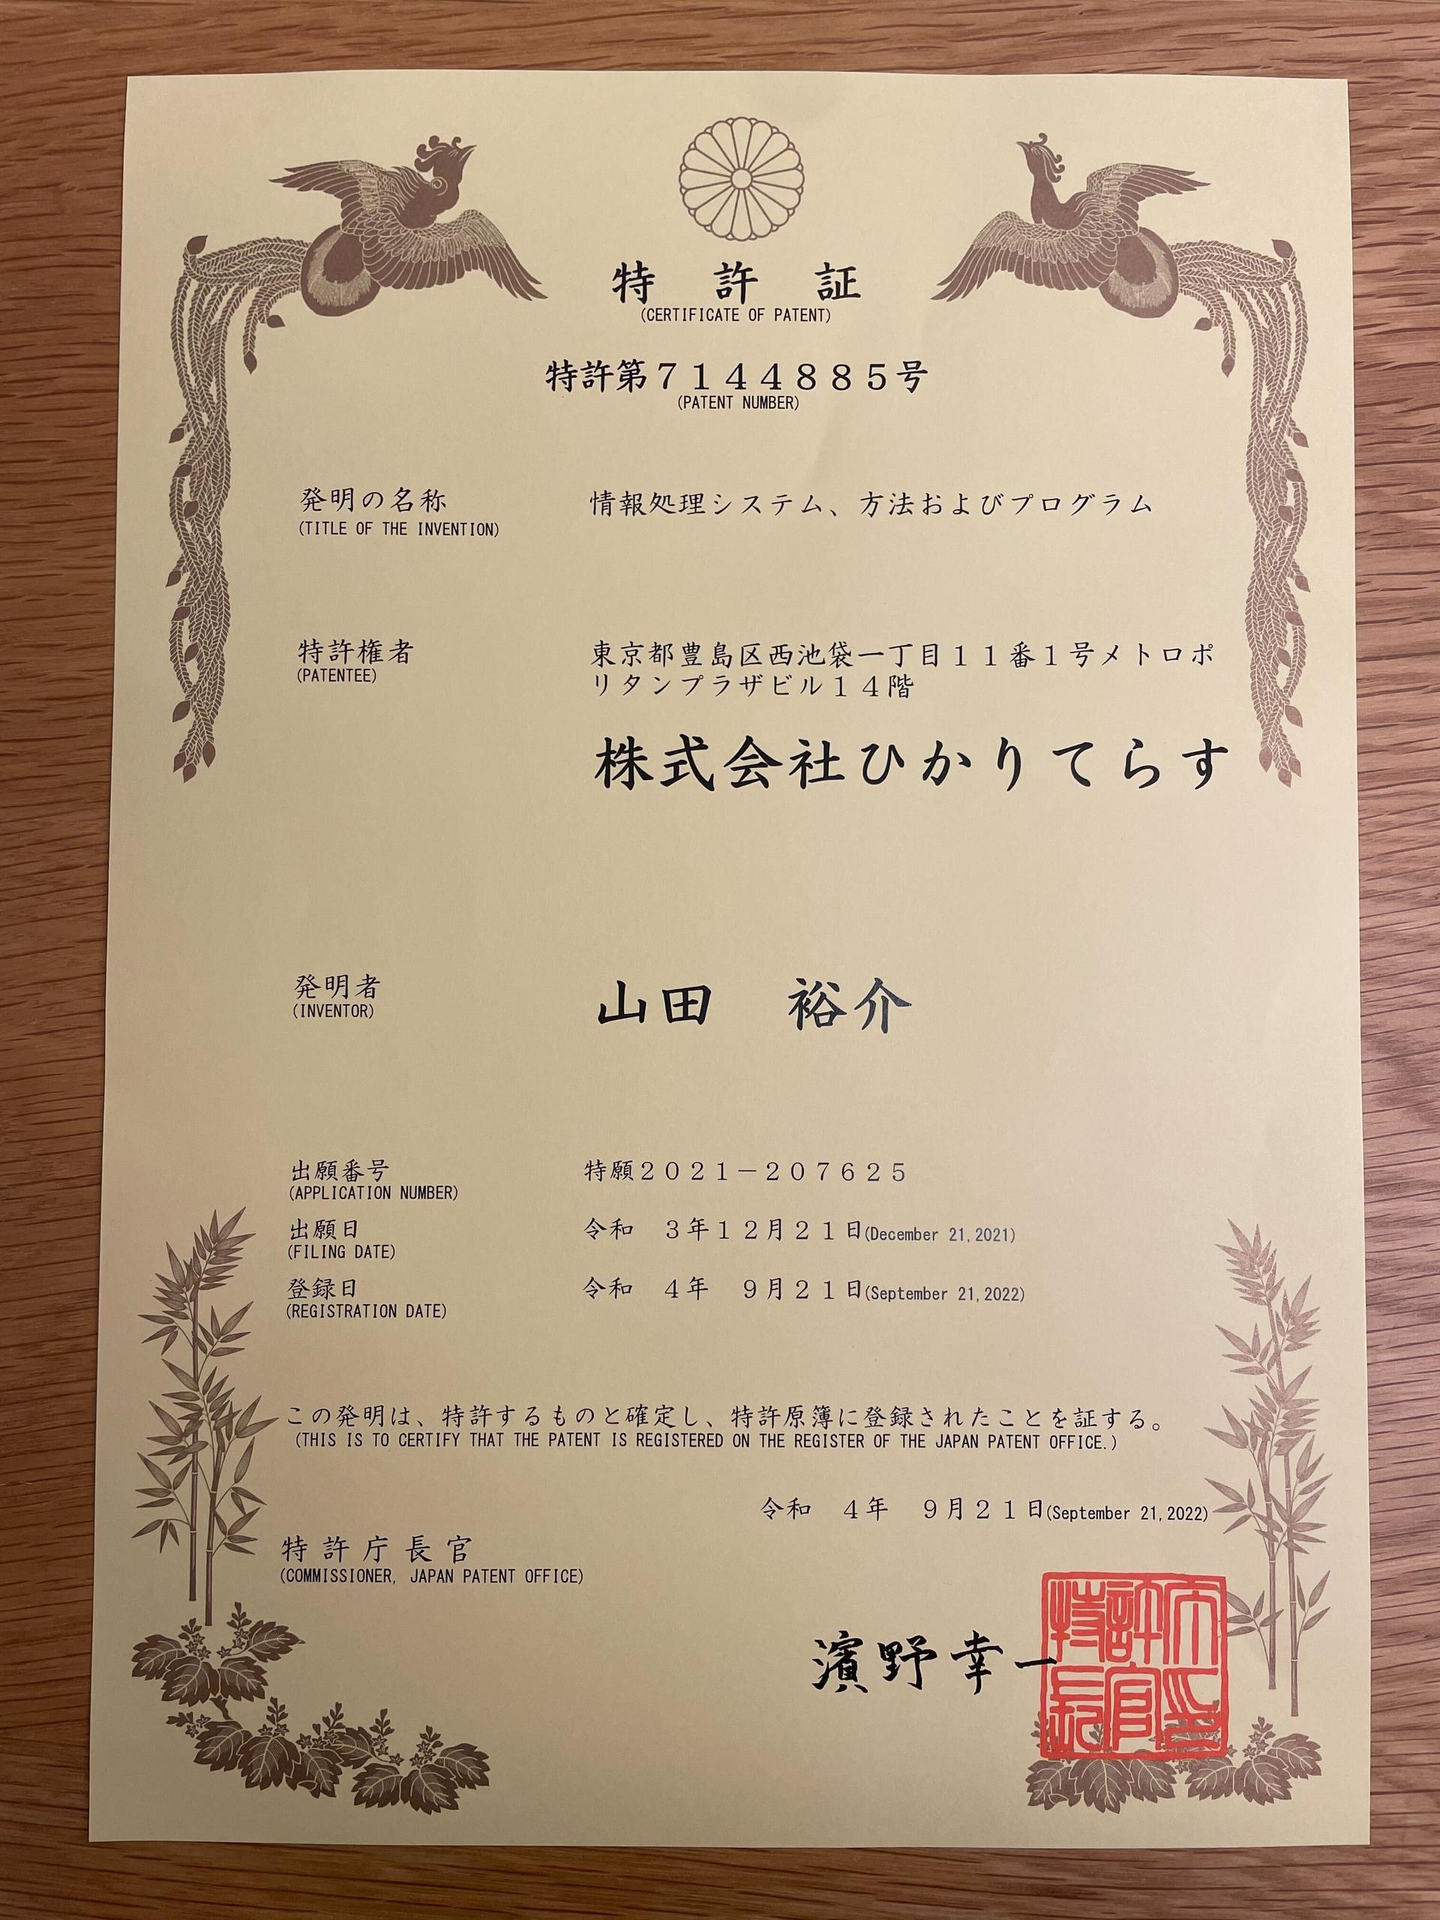 特許証
(CERTIFICATE OF PATENT)
特許第7144885号
(PATENT NUMBER)
発明の名称 情報処理システム、方法およびプログラム
(TITLE OF THE INVENTION)
特許権者 東京都豊島区西池袋一丁目11番1号メトロポ
(PATENTEE) リタンプラザビル14階
株式会社ひかりてらす
発明者 山田 裕介
(INVENTOR)
出願番号 特願2021-207625
(APPLICATION NUMBER)
出願日 令和 3年12月21日(December 21,2021)
(FILING DATE)
登録日 令和 4年 9月21日(September 21,2022)
(REGISTRATION DATE)
この発明は、特許するものと確定し、特許原簿に登録されたことを証する。
(THIS IS TO CERTIFY THAT THE PATENT IS REGISTERED ON THE REGISTER OF THE JAPAN PATENT OFFICE.)
令和 4年 9月21日(September 21,2022)
特許庁長官
(COMMISSIONER, JAPAN PATENT OFFICE)
濱野幸一